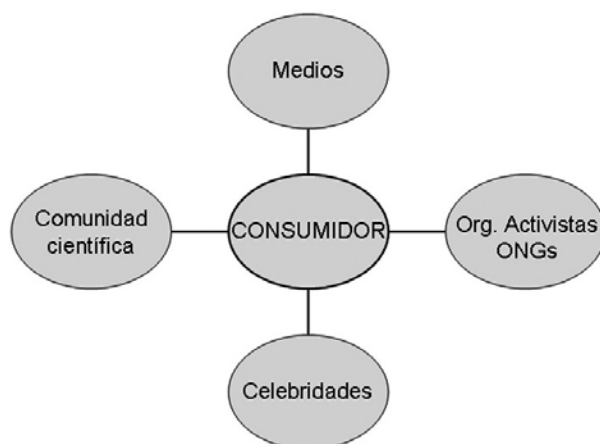 Medios
Comunidad
científica
CONSUMIDOR
Org. Activistas
ONGs
Celebridades